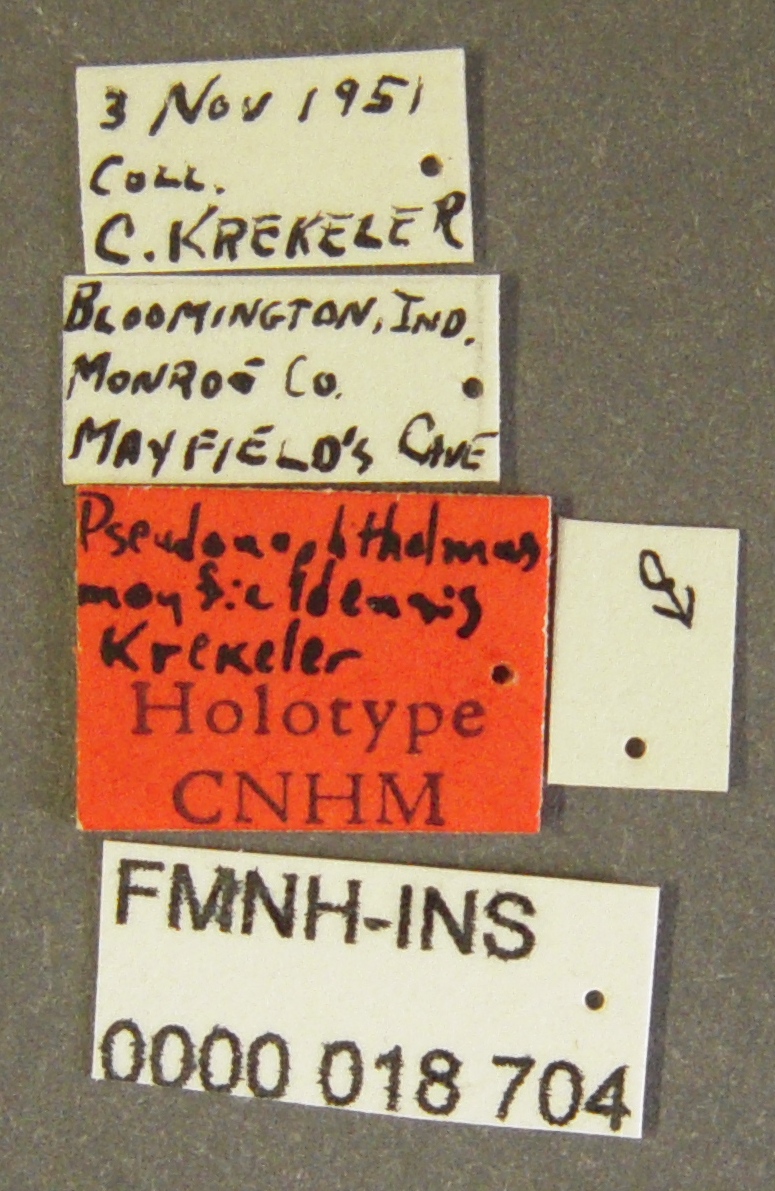 3 Nov 1951
COLL.
C. KREKELER
BLOOMINGTON, IND.
MONROE CO.
MAYFIELD'S CAVE
Pseudanophthalmus
mayfieldensis
Krekeler
Holotype
CNHM
♂
FMNH-INS
0000 018 704